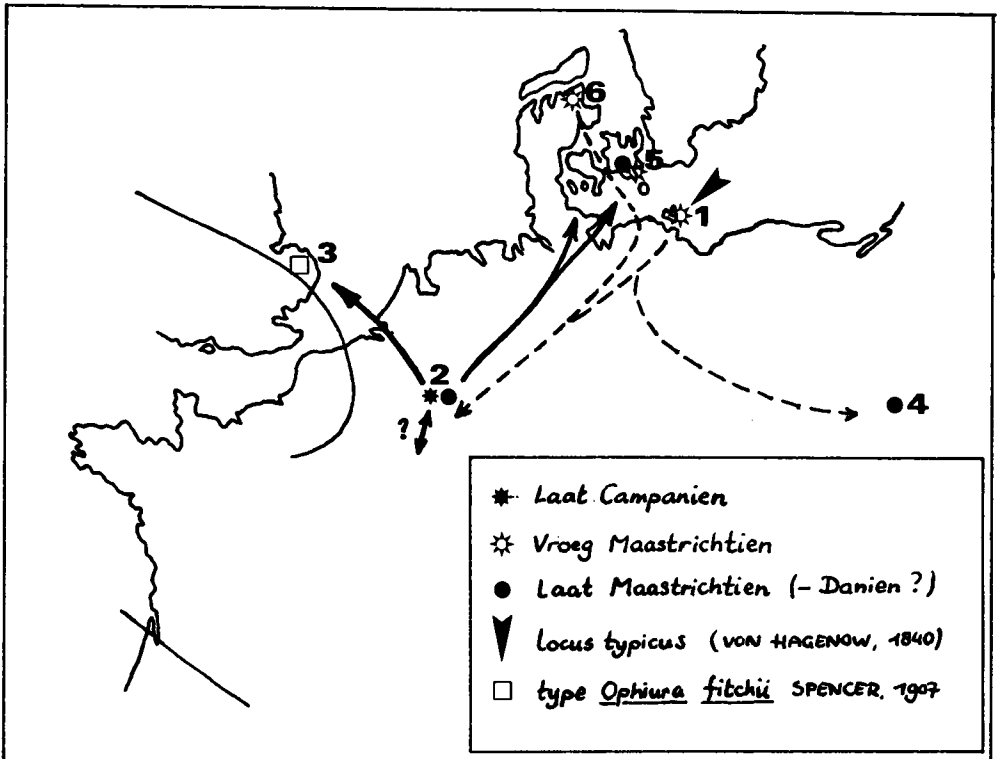 6
5
1
3
2
?
4
Laat Campanien
Vroeg Maastrichtien
Laat Maastrichtien (– Danien ?)
locus typicus (VON HAGENOW, 1840)
type Ophiura fitchii SPENCER, 1907